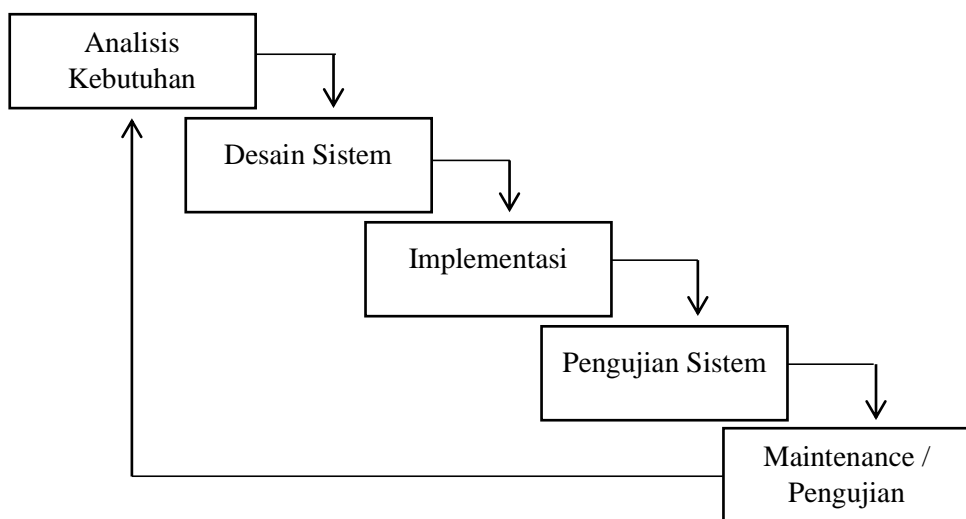 Analisis
Kebutuhan
Desain Sistem
Implementasi
Pengujian Sistem
Maintenance /
Pengujian